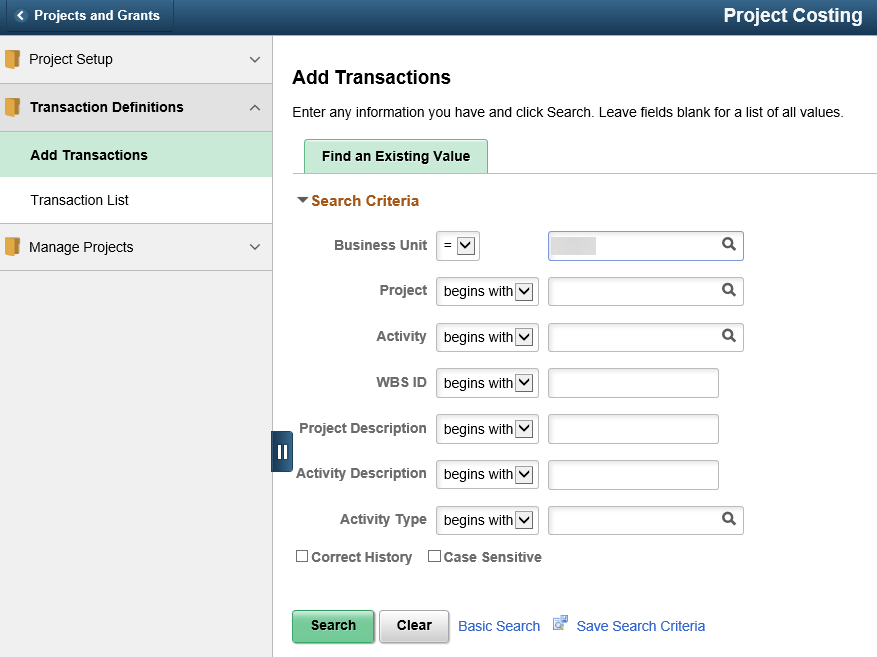 Projects and Grants
Project Costing
Project Setup
Transaction Definitions
Add Transactions
Transaction List
Manage Projects
Add Transactions
Enter any information you have and click Search. Leave fields blank for a list of all values.
Find an Existing Value
Search Criteria
Business Unit =
Project begins with
Activity begins with
WBS ID begins with
Project Description begins with
Activity Description begins with
Activity Type begins with
Correct History Case Sensitive
Search Clear Basic Search Save Search Criteria